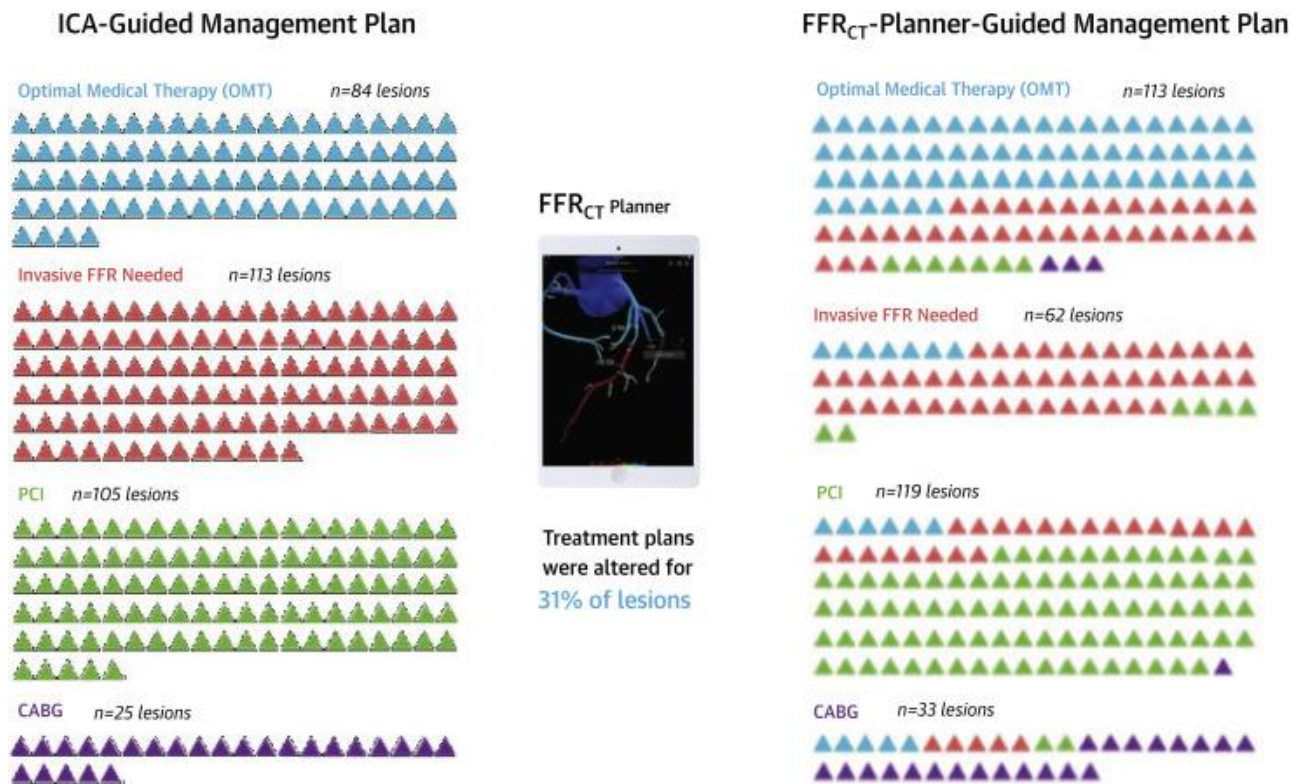 ICA-Guided Management Plan
Optimal Medical Therapy (OMT) n=84 lesions
Invasive FFR Needed n=113 lesions
PCI n=105 lesions
CABG n=25 lesions
FFRCT Planner
Treatment plans
were altered for
31% of lesions
FFRCT-Planner-Guided Management Plan
Optimal Medical Therapy (OMT) n=113 lesions
Invasive FFR Needed n=62 lesions
PCI n=119 lesions
CABG n=33 lesions